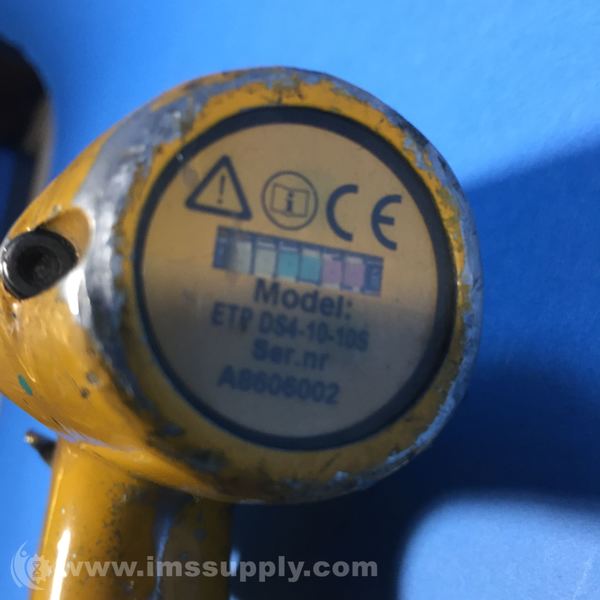 CE
Model:
ETP DS4-10-10S
Ser.nr
A8606002
www.imssupply.com